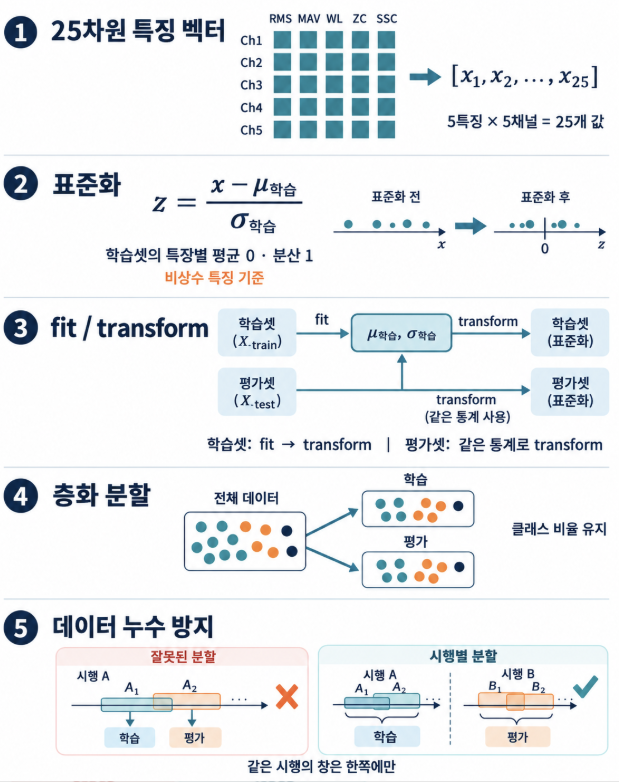 1 25차원 특징 벡터
RMS MAV WL ZC SSC
Ch1
Ch2
Ch3
Ch4
Ch5
[x₁, x₂, ..., x₂₅]
5특징 × 5채널 = 25개 값
2 표준화
z = (x − μ학습) / σ학습
학습셋의 특장별 평균 0 · 분산 1
비상수 특징 기준
표준화 전
x
표준화 후
0
z
3 fit / transform
학습셋
(X-train)
fit
μ학습, σ학습
transform
학습셋
(표준화)
평가셋
(X-test)
transform
(같은 통계 사용)
평가셋
(표준화)
학습셋: fit → transform | 평가셋: 같은 통계로 transform
4 층화 분할
전체 데이터
학습
평가
클래스 비율 유지
5 데이터 누수 방지
잘못된 분할
시행 A
A₁
A₂
...
학습
평가
시행별 분할
시행 A
A₁
A₂
...
학습
시행 B
B₁
B₂
...
평가
같은 시행의 창은 한쪽에만